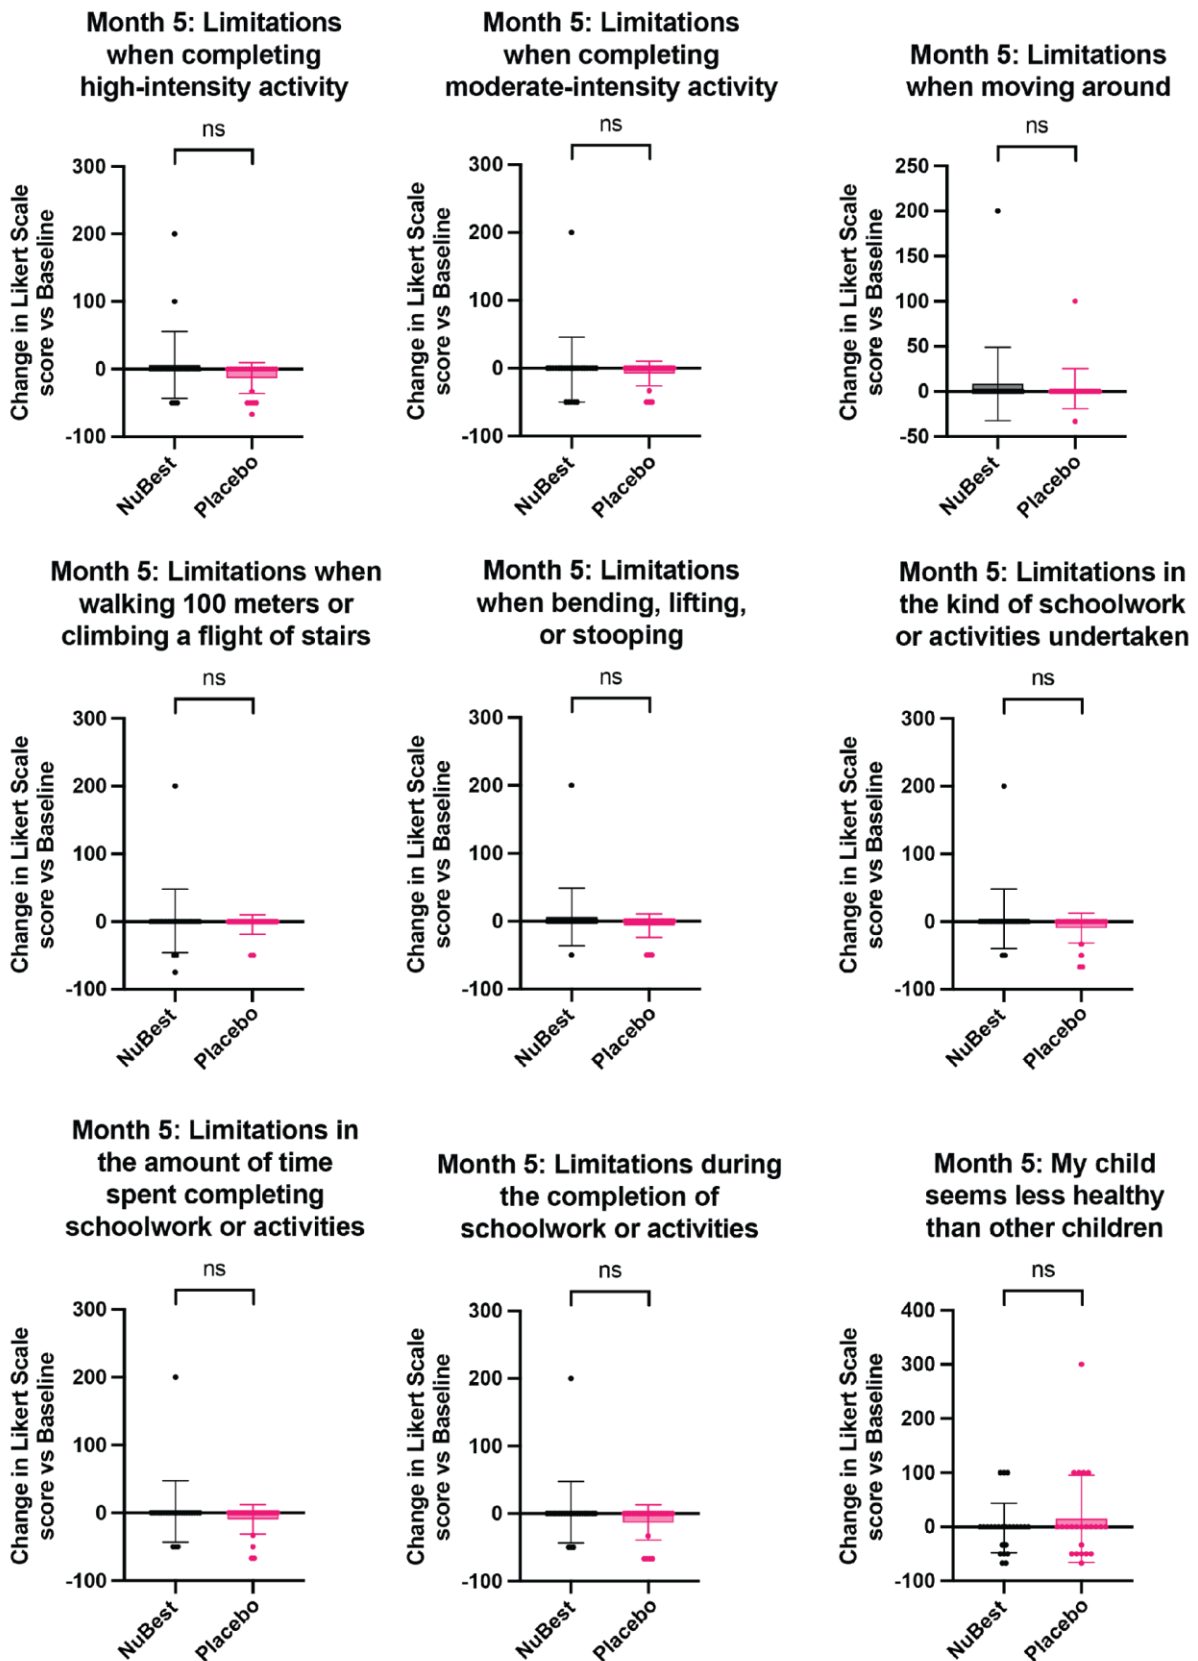 Month 5: Limitations
when completing
high-intensity activity
ns
Change in Likert Scale
score vs Baseline
300
200
100
0
-100
NuBest
Placebo
Month 5: Limitations
when completing
moderate-intensity activity
ns
Change in Likert Scale
score vs Baseline
300
200
100
0
-100
NuBest
Placebo
Month 5: Limitations
when moving around
ns
Change in Likert Scale
score vs Baseline
250
200
150
100
50
0
-50
NuBest
Placebo
Month 5: Limitations when
walking 100 meters or
climbing a flight of stairs
ns
Change in Likert Scale
score vs Baseline
300
200
100
0
-100
NuBest
Placebo
Month 5: Limitations
when bending, lifting,
or stooping
ns
Change in Likert Scale
score vs Baseline
300
200
100
0
-100
NuBest
Placebo
Month 5: Limitations in
the kind of schoolwork
or activities undertaken
ns
Change in Likert Scale
score vs Baseline
300
200
100
0
-100
NuBest
Placebo
Month 5: Limitations in
the amount of time
spent completing
schoolwork or activities
ns
Change in Likert Scale
score vs Baseline
300
200
100
0
-100
NuBest
Placebo
Month 5: Limitations during
the completion of
schoolwork or activities
ns
Change in Likert Scale
score vs Baseline
300
200
100
0
-100
NuBest
Placebo
Month 5: My child
seems less healthy
than other children
ns
Change in Likert Scale
score vs Baseline
400
300
200
100
0
-100
NuBest
Placebo